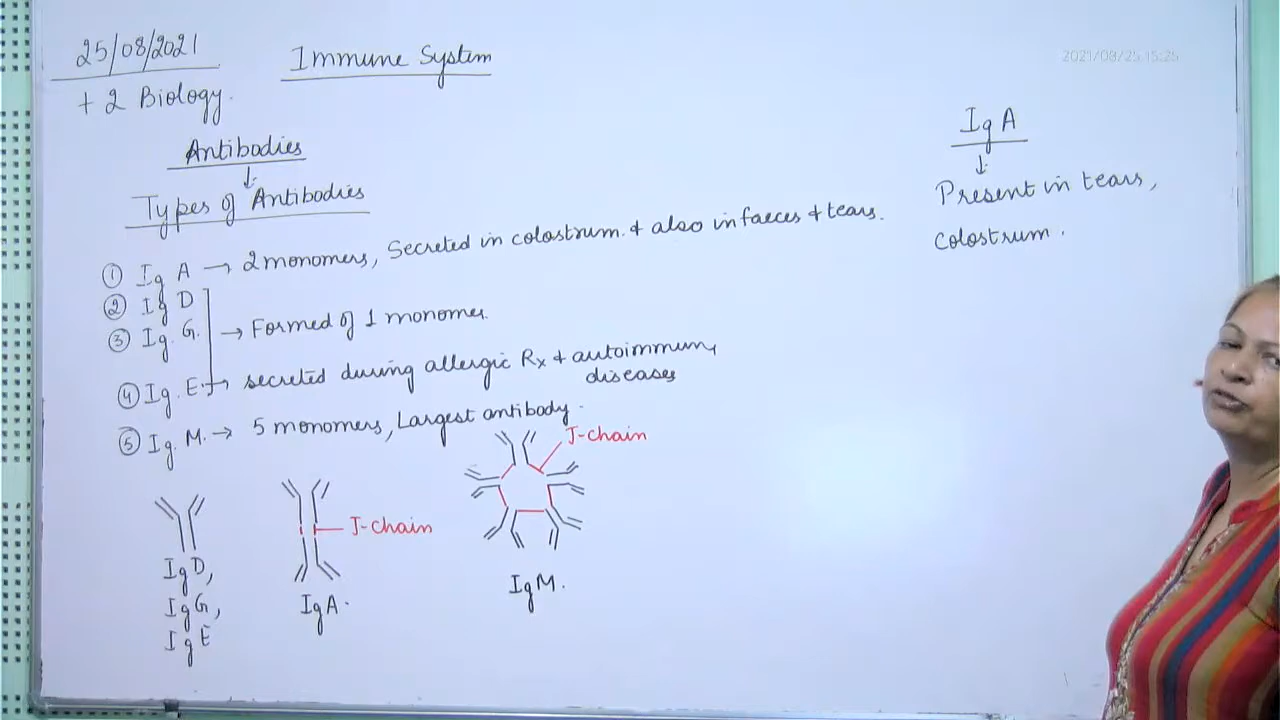 25/08/2021
Immune System
2021/08/25 15:25
+ 2 Biology.
Antibodies
Types of Antibodies
① Ig A → 2 monomers, Secreted in colostrum. & also in faeces & tears.
② Ig D
③ Ig. G. → Formed of 1 monomer.
④ Ig. E. → secreted during allergic Rx & autoimmun
diseases
⑤ Ig. M. → 5 monomers, Largest antibody.
J-chain
J-chain
IgD,
IgG,
IgE
IgA.
IgM.
IgA
↓
Present in tears,
Colostrum.